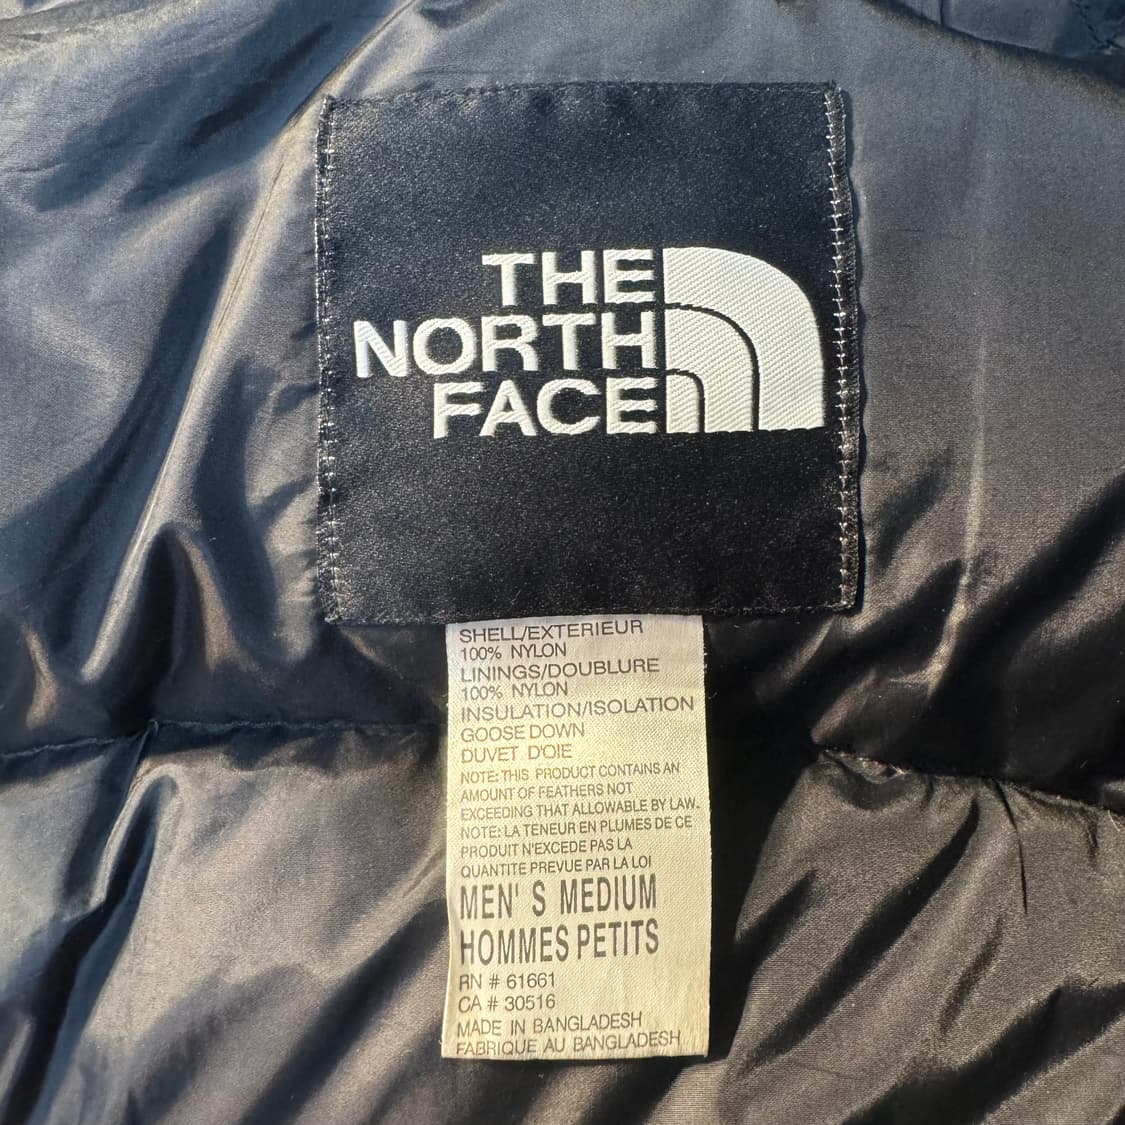 THE
NORTH
FACE
SHELL/EXTERIEUR
100% NYLON
LININGS/DOUBLURE
100% NYLON
INSULATION/ISOLATION
GOOSE DOWN
DUVET D'OIE
NOTE: THIS PRODUCT CONTAINS AN
AMOUNT OF FEATHERS NOT
EXCEEDING THAT ALLOWABLE BY LAW.
NOTE: LA TENEUR EN PLUMES DE CE
PRODUIT N'EXCEDE PAS LA
QUANTITE PREVUE PAR LA LOI
MEN'S MEDIUM
HOMMES PETITS
RN # 61661
CA # 30516
MADE IN BANGLADESH
FABRIQUE AU BANGLADESH